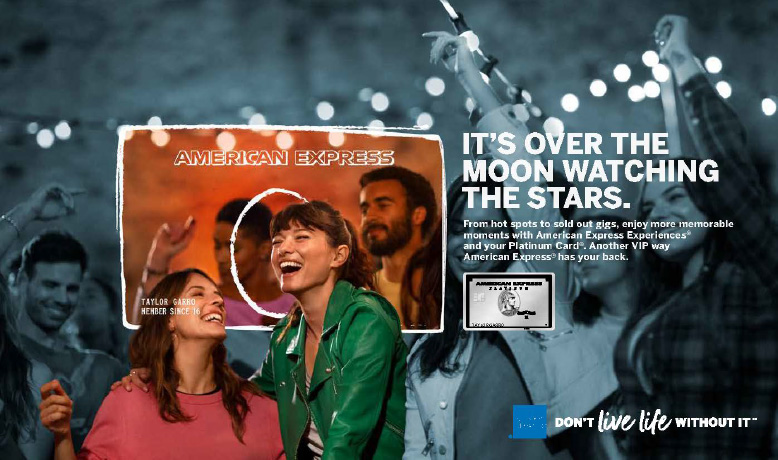 AMERICAN EXPRESS
TAYLOR GARRO
MEMBER SINCE 16
IT'S OVER THE
MOON WATCHING
THE STARS.
From hot spots to sold out gigs, enjoy more memorable
moments with American Express Experiences®
and your Platinum Card®. Another VIP way
American Express® has your back.
AMERICAN EXPRESS
PLATINUM
DON'T live life WITHOUT IT™